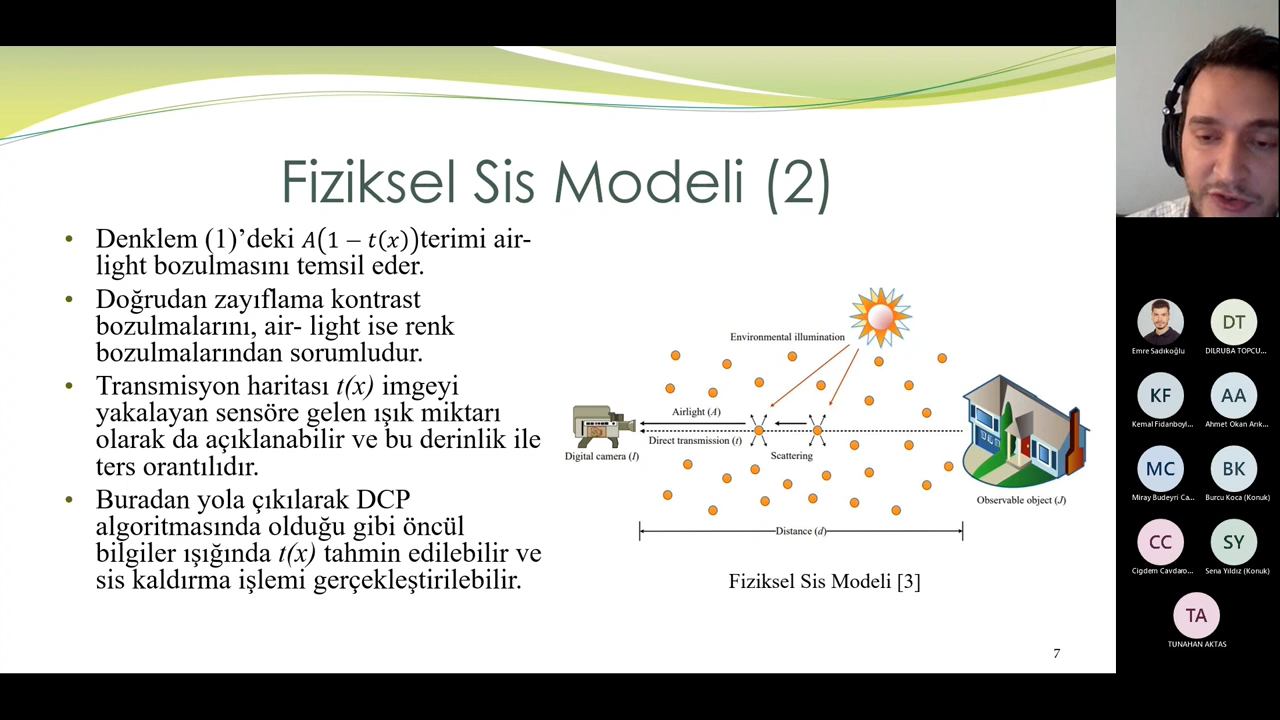 Fiziksel Sis Modeli (2)
• Denklem (1)’deki A(1 − t(x))terimi air-
light bozulmasını temsil eder.
• Doğrudan zayıflama kontrast
bozulmalarını, air- light ise renk
bozulmalarından sorumludur.
• Transmisyon haritası t(x) imgeyi
yakalayan sensöre gelen ışık miktarı
olarak da açıklanabilir ve bu derinlik ile
ters orantılıdır.
• Buradan yola çıkılarak DCP
algoritmasında olduğu gibi öncül
bilgiler ışığında t(x) tahmin edilebilir ve
sis kaldırma işlemi gerçekleştirilebilir.
Environmental illumination
Airlight (A)
Direct transmission (t)
Digital camera (I)
Scattering
Observable object (J)
Distance (d)
Fiziksel Sis Modeli [3]
7
Emre Sadıkoğlu
DT
DILRUBA TOPCU...
KF
Kemal Fidanboyl...
AA
Ahmet Okan Arık...
MC
Miray Budeyri Ca...
BK
Burcu Koca (Konuk)
CC
Cigdem Cavdaro...
SY
Sena Yıldız (Konuk)
TA
TUNAHAN AKTAS